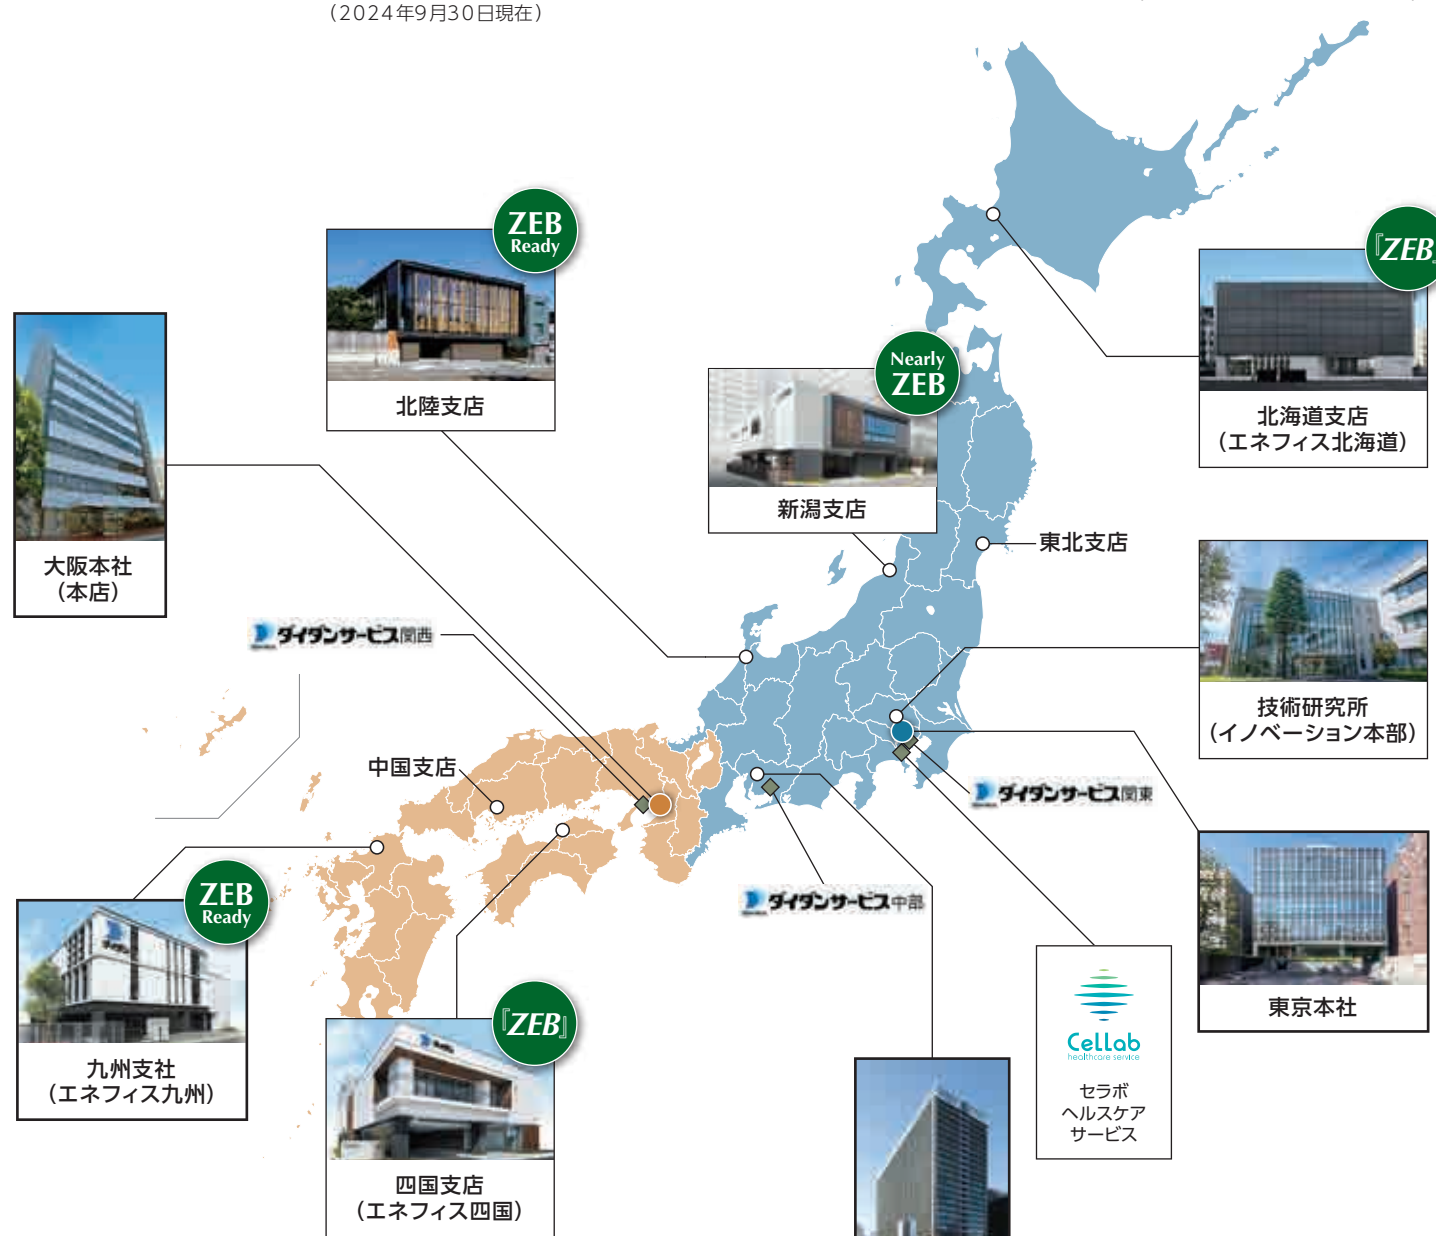 （2024年9月30日現在）
ZEB
Ready
北陸支店
『ZEB』
北海道支店
（エネフィス北海道）
Nearly
ZEB
新潟支店
大阪本社
（本店）
東北支店
ダイダンサービス関西
技術研究所
（イノベーション本部）
中国支店
ダイダンサービス関東
ダイダンサービス中部
ZEB
Ready
九州支社
（エネフィス九州）
『ZEB』
四国支店
（エネフィス四国）
CeLLab
healthcare service
セラボ
ヘルスケア
サービス
東京本社